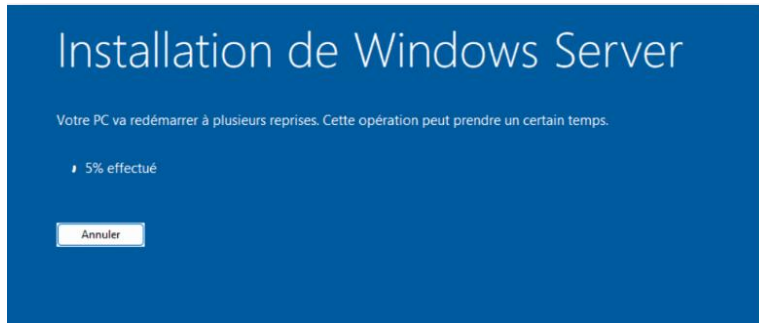 Installation de Windows Server
Votre PC va redémarrer à plusieurs reprises. Cette opération peut prendre un certain temps.
5% effectué
Annuler